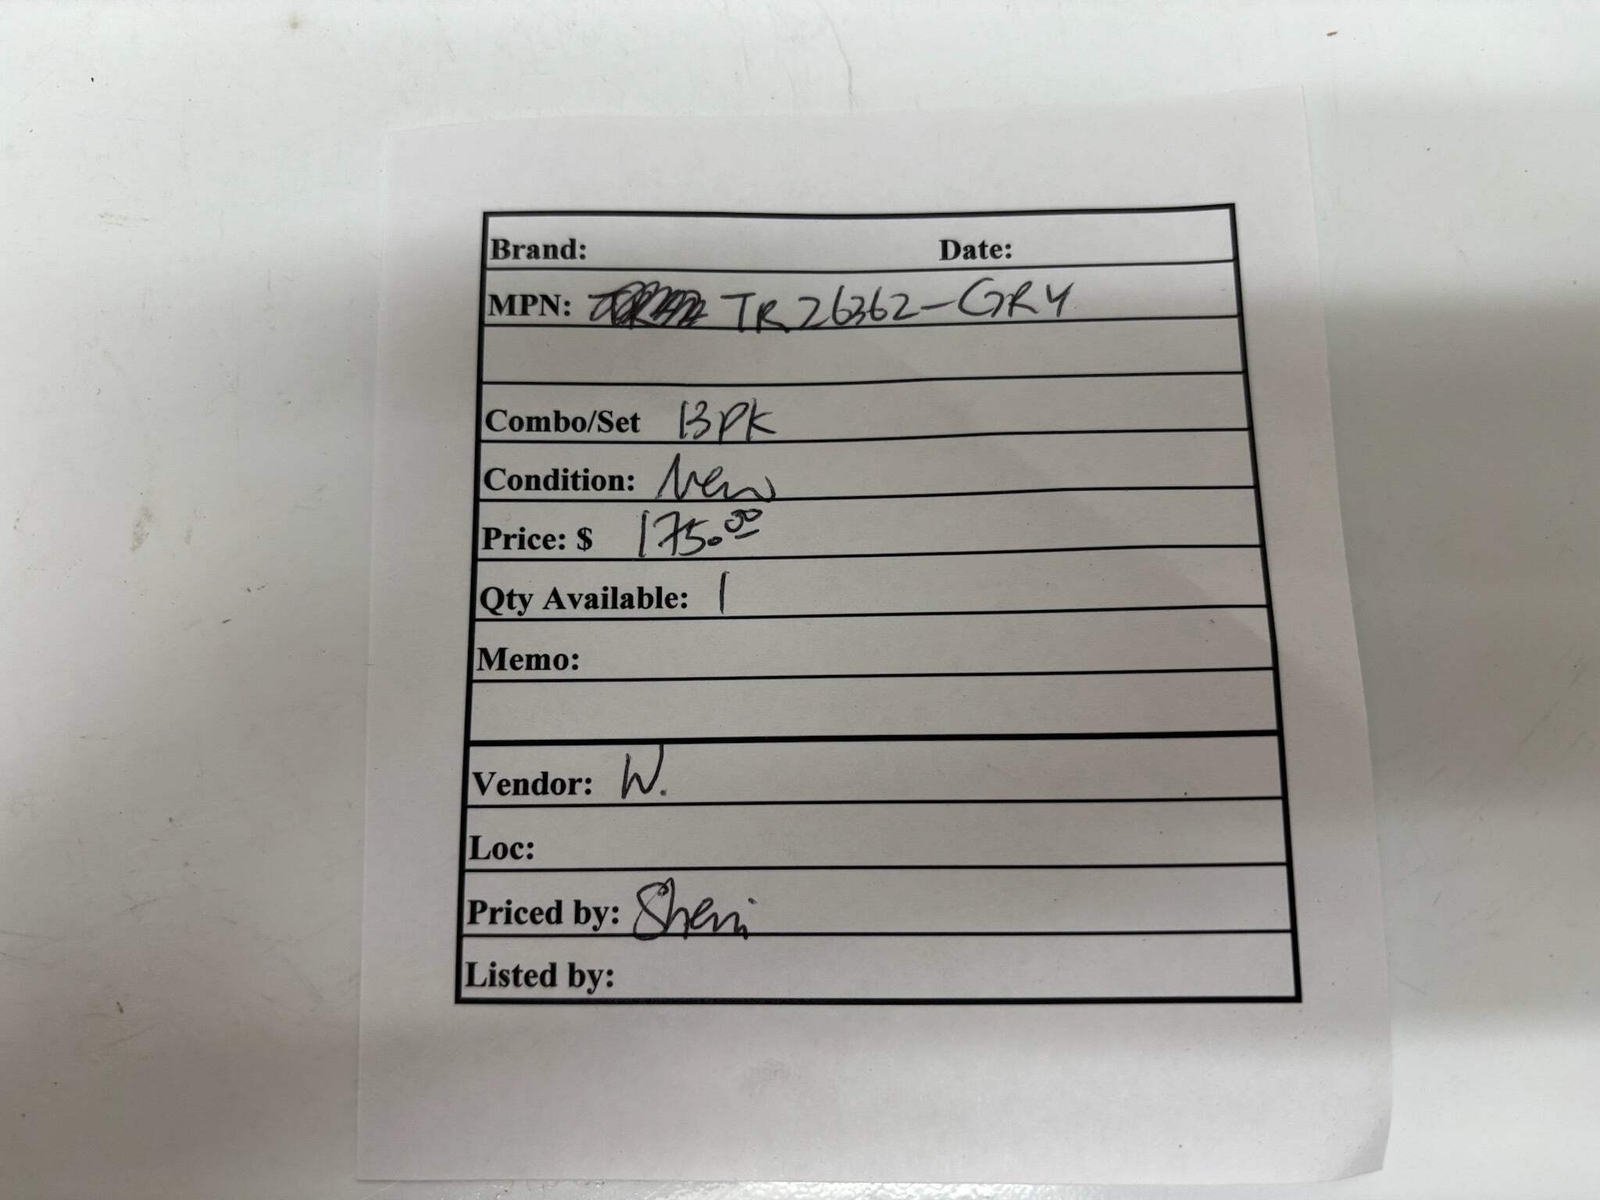 Brand: Date:
MPN: TR26362-GRY
Combo/Set 13PK
Condition: New
Price: $ 175.00
Qty Available: 1
Memo:
Vendor: W.
Loc:
Priced by: Sheri
Listed by: